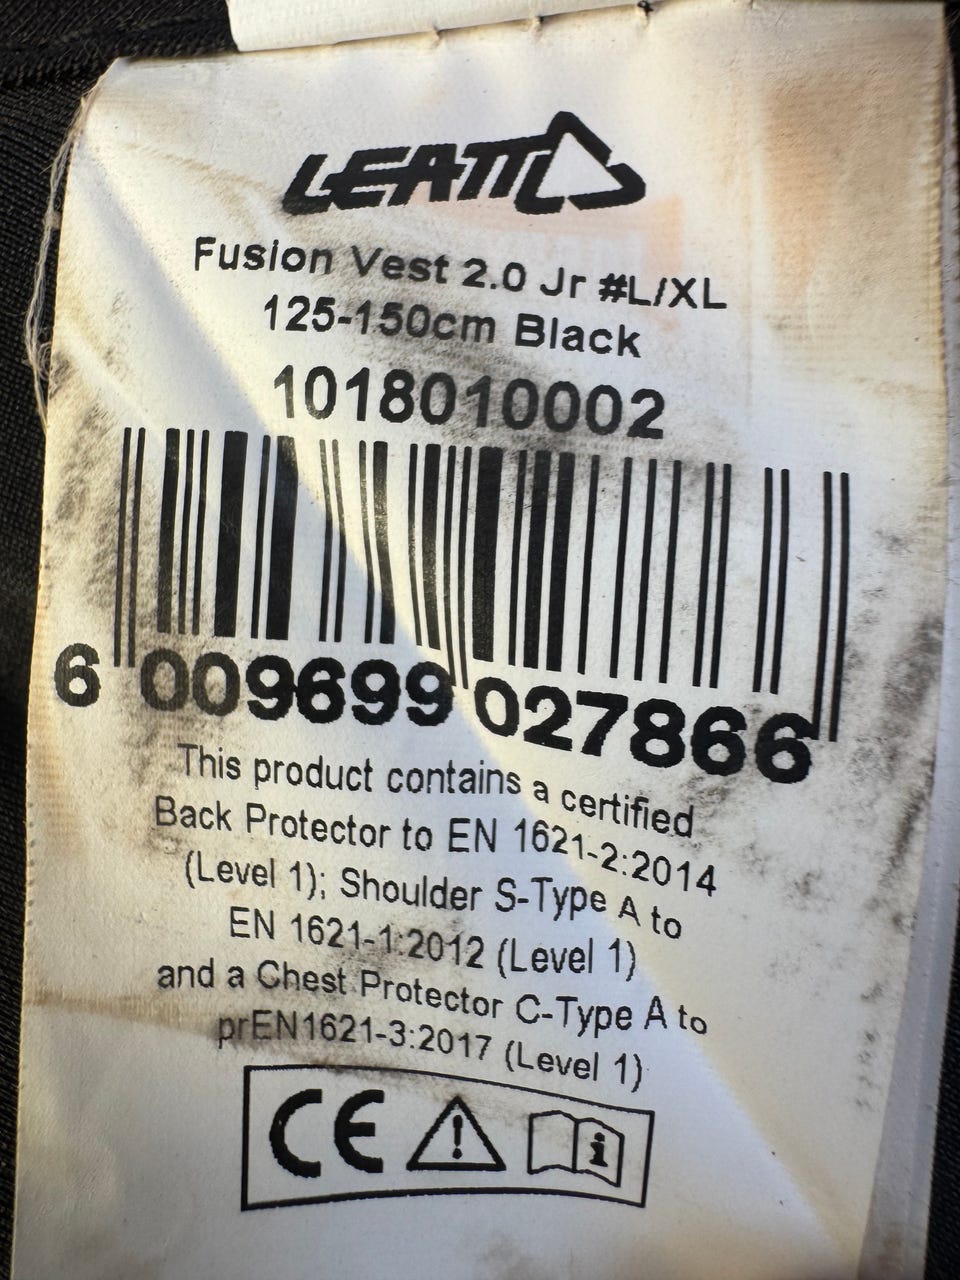 LEATT
Fusion Vest 2.0 Jr #L/XL
125-150cm Black
1018010002
6 009699 027866
This product contains a certified
Back Protector to EN 1621-2:2014
(Level 1); Shoulder S-Type A to
EN 1621-1:2012 (Level 1)
and a Chest Protector C-Type A to
prEN1621-3:2017 (Level 1)
CE ! i